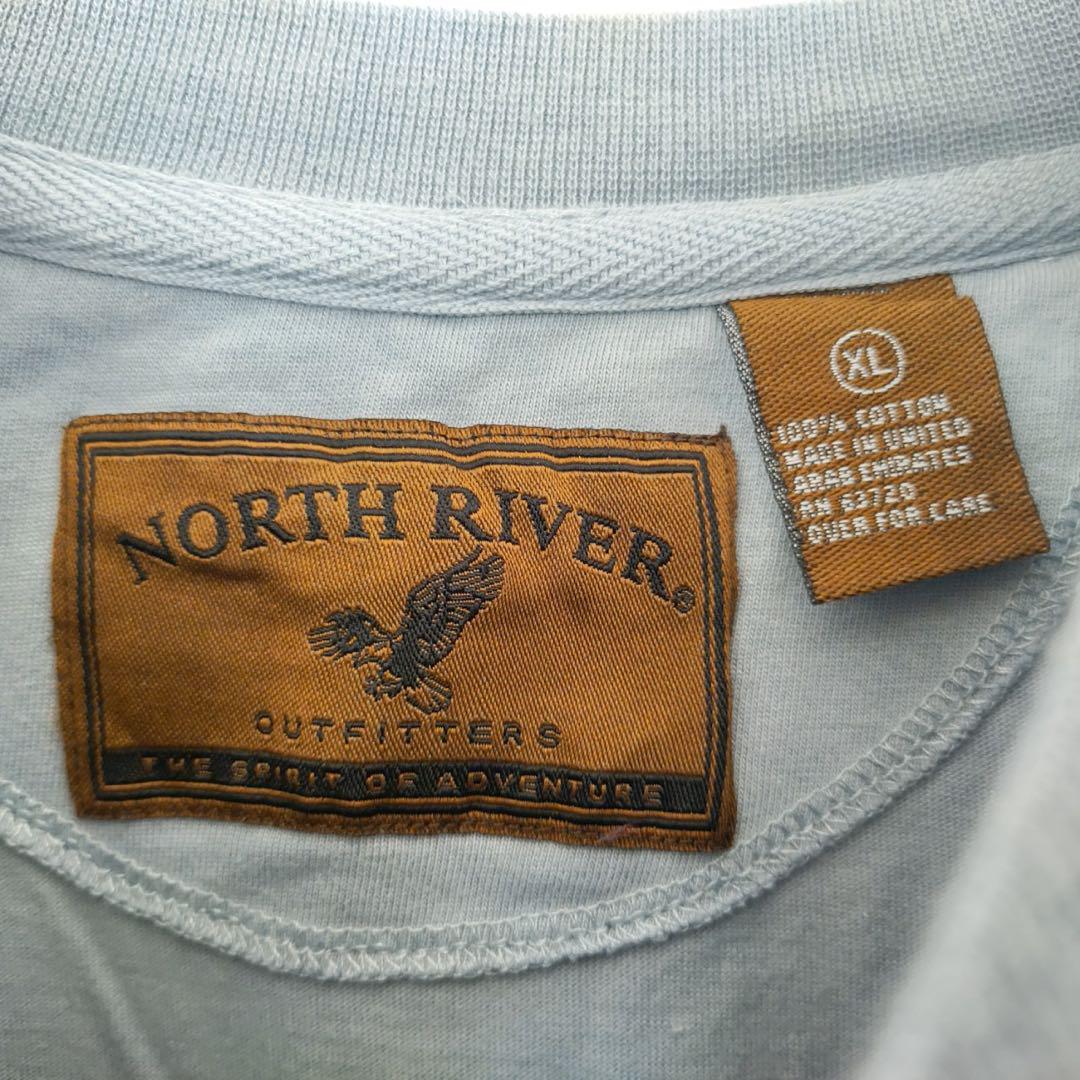 NORTH RIVER®
OUTFITTERS
THE SPIRIT OF ADVENTURE
XL
100% COTTON
MADE IN UNITED
ARAB EMIRATES
RN
OVER FOR CARE